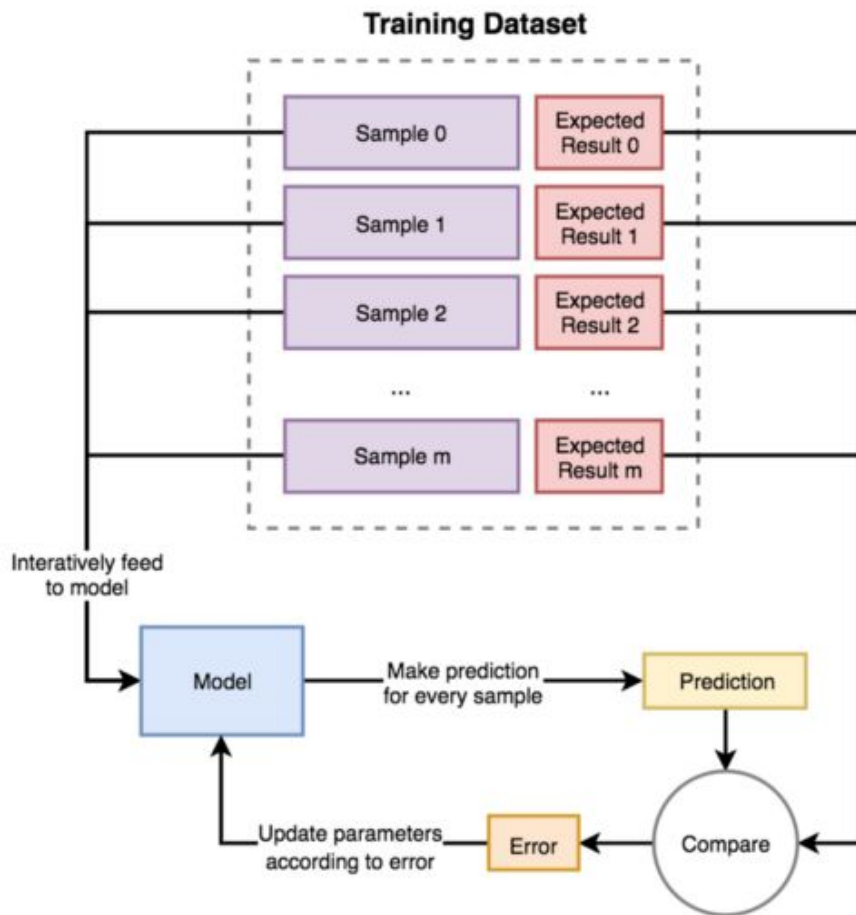 Training Dataset
Sample 0
Expected
Result 0
Sample 1
Expected
Result 1
Sample 2
Expected
Result 2
...
...
Sample m
Expected
Result m
Interatively feed
to model
Model
Make prediction
for every sample
Prediction
Update parameters
according to error
Error
Compare